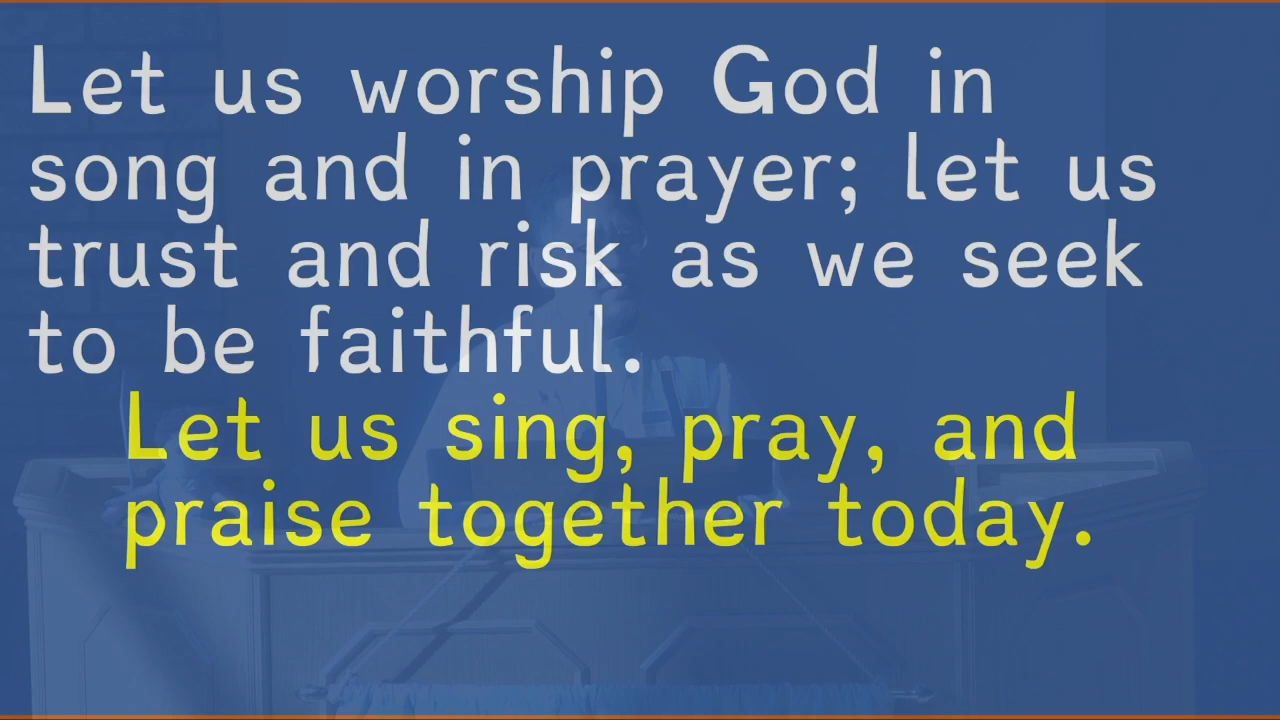 Let us worship God in
song and in prayer; let us
trust and risk as we seek
to be faithful.
Let us sing, pray, and
praise together today.